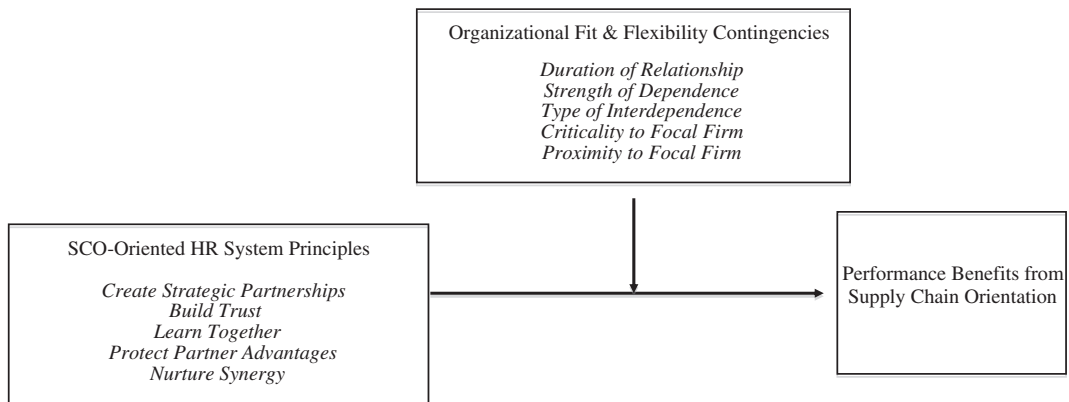 Organizational Fit & Flexibility Contingencies
Duration of Relationship
Strength of Dependence
Type of Interdependence
Criticality to Focal Firm
Proximity to Focal Firm
SCO-Oriented HR System Principles
Create Strategic Partnerships
Build Trust
Learn Together
Protect Partner Advantages
Nurture Synergy
Performance Benefits from
Supply Chain Orientation